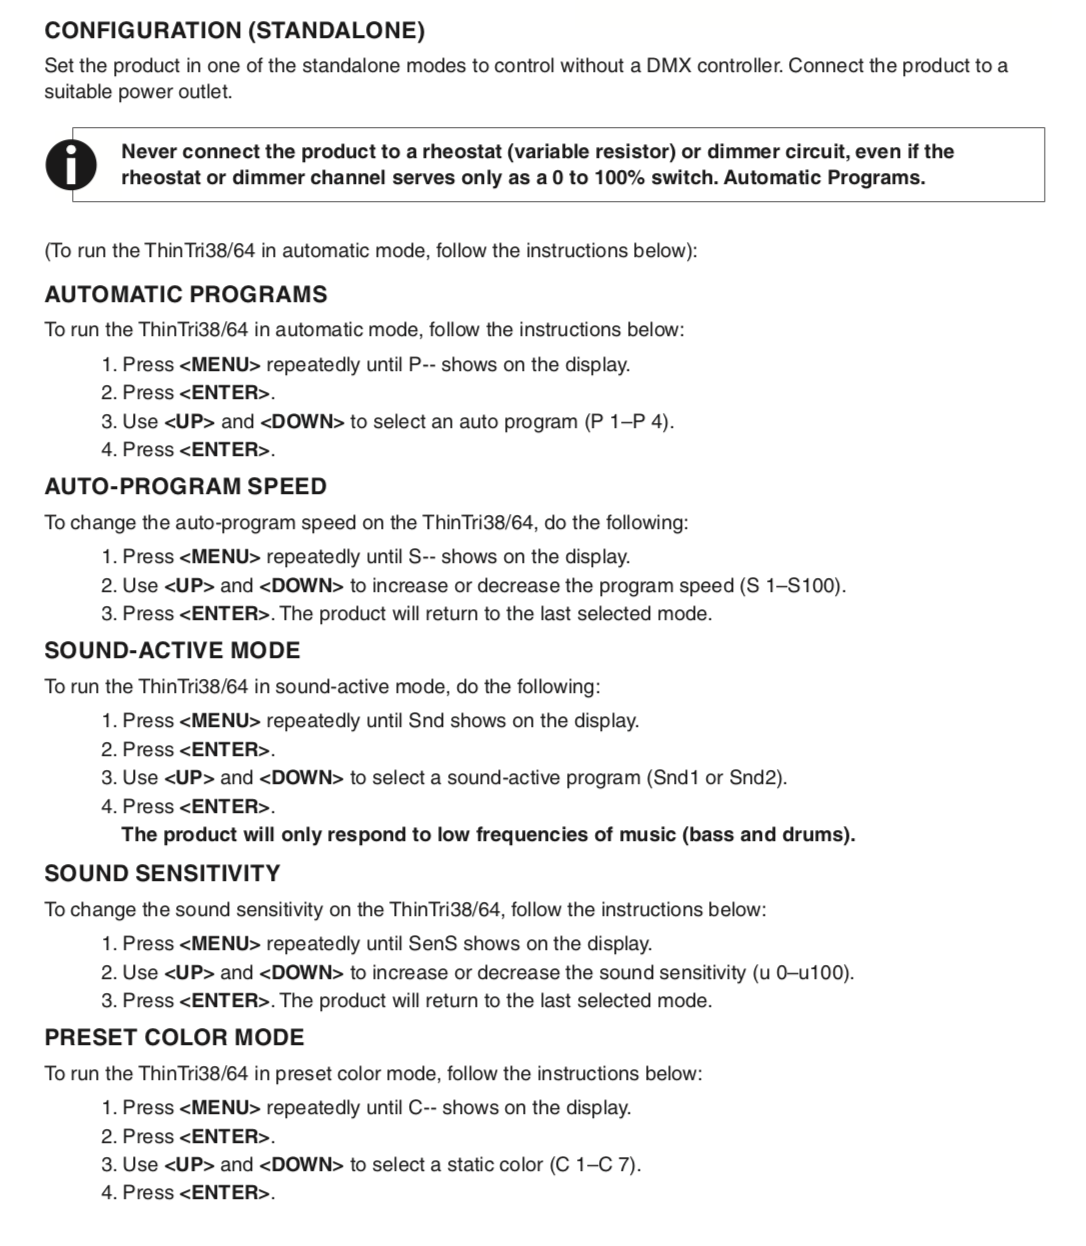 CONFIGURATION (STANDALONE)
Set the product in one of the standalone modes to control without a DMX controller. Connect the product to a
suitable power outlet.
Never connect the product to a rheostat (variable resistor) or dimmer circuit, even if the
rheostat or dimmer channel serves only as a 0 to 100% switch. Automatic Programs.
(To run the ThinTri38/64 in automatic mode, follow the instructions below):
AUTOMATIC PROGRAMS
To run the ThinTri38/64 in automatic mode, follow the instructions below:
1. Press <MENU> repeatedly until P-- shows on the display.
2. Press <ENTER>.
3. Use <UP> and <DOWN> to select an auto program (P 1–P 4).
4. Press <ENTER>.
AUTO-PROGRAM SPEED
To change the auto-program speed on the ThinTri38/64, do the following:
1. Press <MENU> repeatedly until S-- shows on the display.
2. Use <UP> and <DOWN> to increase or decrease the program speed (S 1–S100).
3. Press <ENTER>. The product will return to the last selected mode.
SOUND-ACTIVE MODE
To run the ThinTri38/64 in sound-active mode, do the following:
1. Press <MENU> repeatedly until Snd shows on the display.
2. Press <ENTER>.
3. Use <UP> and <DOWN> to select a sound-active program (Snd1 or Snd2).
4. Press <ENTER>.
The product will only respond to low frequencies of music (bass and drums).
SOUND SENSITIVITY
To change the sound sensitivity on the ThinTri38/64, follow the instructions below:
1. Press <MENU> repeatedly until SenS shows on the display.
2. Use <UP> and <DOWN> to increase or decrease the sound sensitivity (u 0–u100).
3. Press <ENTER>. The product will return to the last selected mode.
PRESET COLOR MODE
To run the ThinTri38/64 in preset color mode, follow the instructions below:
1. Press <MENU> repeatedly until C-- shows on the display.
2. Press <ENTER>.
3. Use <UP> and <DOWN> to select a static color (C 1–C 7).
4. Press <ENTER>.